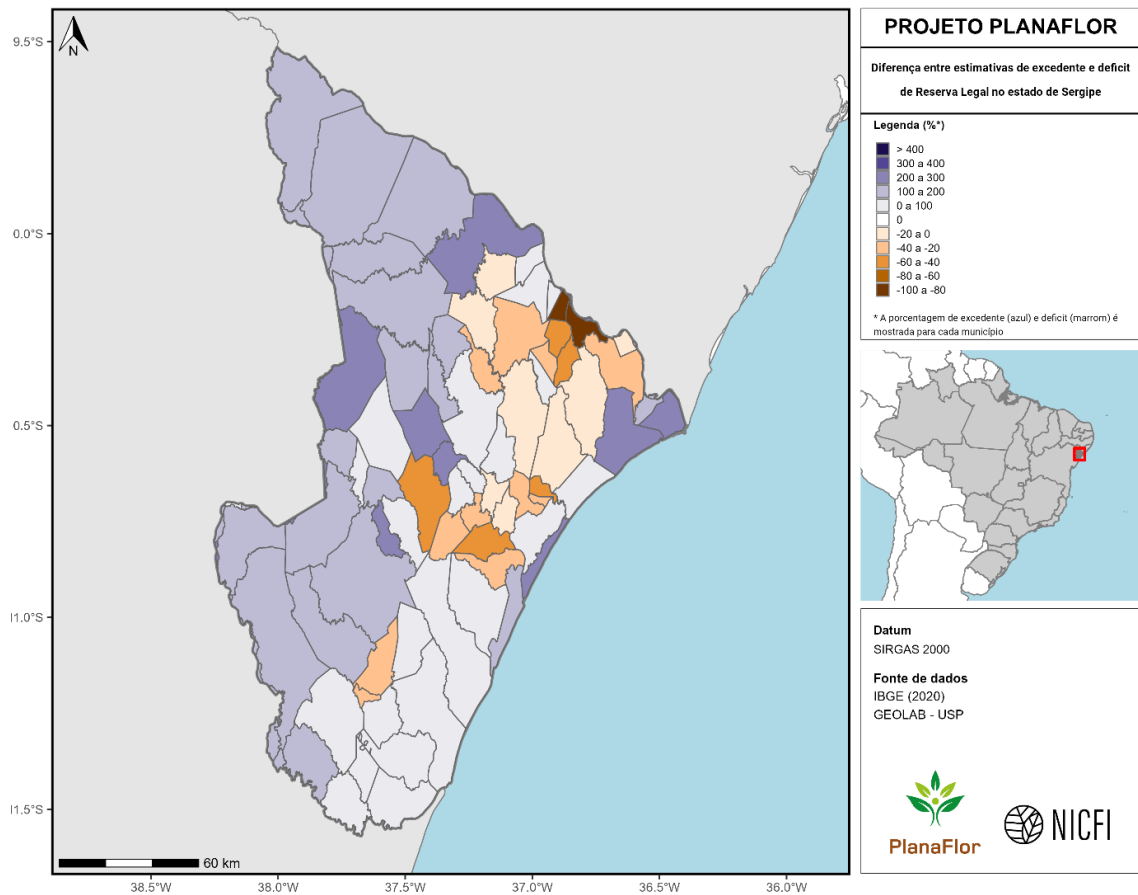 PROJETO PLANAFLOR
Diferença entre estimativas de excedente e deficit
de Reserva Legal no estado de Sergipe
Legenda (%*)
> 400
300 a 400
200 a 300
100 a 200
0 a 100
0
-20 a 0
-40 a -20
-60 a -40
-80 a -60
-100 a -80
* A porcentagem de excedente (azul) e deficit (marrom) é
mostrada para cada município
N
9.5°S
0.0°S
0.5°S
l1.0°S
l1.5°S
60 km
38.5°W
38.0°W
37.5°W
37.0°W
36.5°W
36.0°W
Datum
SIRGAS 2000
Fonte de dados
IBGE (2020)
GEOLAB - USP
PlanaFlor
NICFI